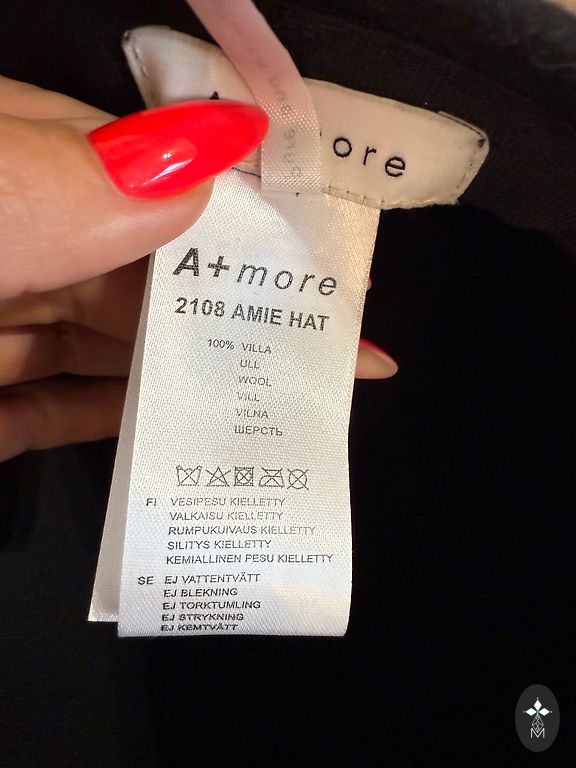 ore
A+more
2108 AMIE HAT
100% VILLA
ULL
WOOL
VILL
VILNA
ШЕРСТЬ
FI VESIPESU KIELLETTY
VALKAISU KIELLETTY
RUMPUKUIVAUS KIELLETTY
SILITYS KIELLETTY
KEMIALLINEN PESU KIELLETTY
SE EJ VATTENTVÄTT
EJ BLEKNING
EJ TORKTUMLING
EJ STRYKNING
EJ KEMTVÄTT
M